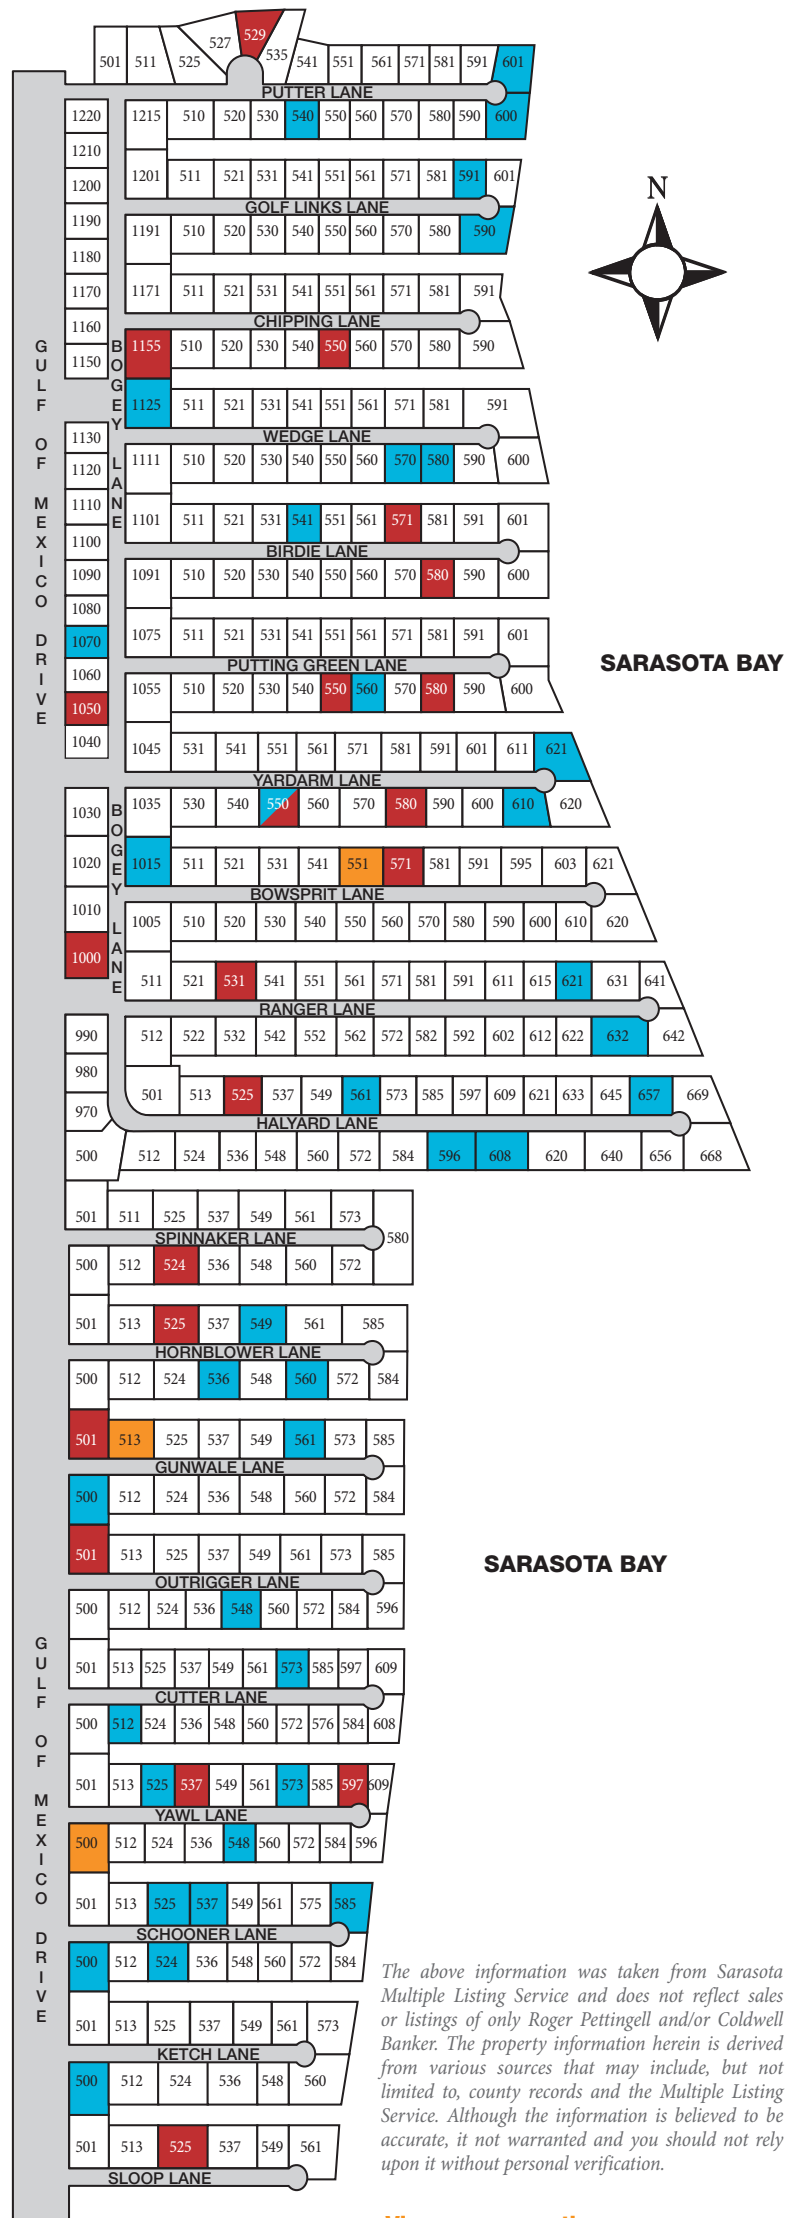 501 511 525 527 529 535 541 551 561 571 581 591 601
PUTTER LANE
1220 1215 510 520 530 540 550 560 570 580 590 600
1210
1200 1201 511 521 531 541 551 561 571 581 591 601
GOLF LINKS LANE
1190 1191 510 520 530 540 550 560 570 580 590
1180
1170 1171 511 521 531 541 551 561 571 581 591
CHIPPING LANE
1160
1150 1155 510 520 530 540 550 560 570 580 590
1125 511 521 531 541 551 561 571 581 591
WEDGE LANE
1130
1120 1111 510 520 530 540 550 560 570 580 590 600
1110
1100 1101 511 521 531 541 551 561 571 581 591 601
BIRDIE LANE
1090 1091 510 520 530 540 550 560 570 580 590 600
1080
1070 1075 511 521 531 541 551 561 571 581 591 601
PUTTING GREEN LANE
1060
1050 1055 510 520 530 540 550 560 570 580 590 600
1040 1045 531 541 551 561 571 581 591 601 611 621
YARDARM LANE
1030 1035 530 540 550 560 570 580 590 600 610 620
1020 1015 511 521 531 541 551 571 581 591 595 603 621
BOWSPRIT LANE
1010 1005 510 520 530 540 550 560 570 580 590 600 610 620
1000 511 521 531 541 551 561 571 581 591 611 615 621 631 641
RANGER LANE
990 512 522 532 542 552 562 572 582 592 602 612 622 632 642
980
970 501 513 525 537 549 561 573 585 597 609 621 633 645 657 669
HALYARD LANE
500 512 524 536 548 560 572 584 596 608 620 640 656 668
501 511 525 537 549 561 573 580
SPINNAKER LANE
500 512 524 536 548 560 572
501 513 525 537 549 561 585
HORNBLOWER LANE
500 512 524 536 548 560 572 584
501 513 525 537 549 561 573 585
GUNWALE LANE
500 512 524 536 548 560 572 584
501 513 525 537 549 561 573 585
OUTRIGGER LANE
500 512 524 536 548 560 572 584 596
501 513 525 537 549 561 573 585 597 609
CUTTER LANE
500 512 524 536 548 560 572 576 584 608
501 513 525 537 549 561 573 585 597 609
YAWL LANE
500 512 524 536 548 560 572 584 596
501 513 525 537 549 561 575 585
SCHOONER LANE
500 512 524 536 548 560 572 584
501 513 525 537 549 561 573
KETCH LANE
500 512 524 536 548 560
501 513 525 537 549 561
SLOOP LANE
GULF OF MEXICO DRIVE
BOGEY LANE
BOGEY LANE
GULF OF MEXICO DRIVE
N
SARASOTA BAY
SARASOTA BAY
The above information was taken from Sarasota
Multiple Listing Service and does not reflect sales
or listings of only Roger Pettingell and/or Coldwell
Banker. The property information herein is derived
from various sources that may include, but not
limited to, county records and the Multiple Listing
Service. Although the information is believed to be
accurate, it not warranted and you should not rely
upon it without personal verification.